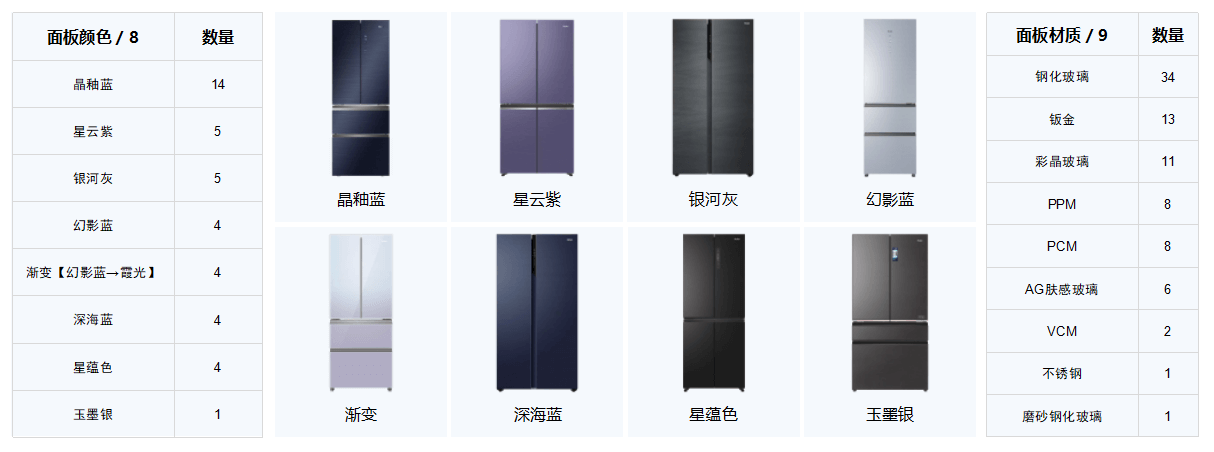 面板颜色 / 8 数量
晶釉蓝 14
星云紫 5
银河灰 5
幻影蓝 4
渐变【幻影蓝→霞光】 4
深海蓝 4
星蕴色 4
玉墨银 1
晶釉蓝 星云紫 银河灰 幻影蓝
渐变 深海蓝 星蕴色 玉墨银
面板材质 / 9 数量
钢化玻璃 34
钣金 13
彩晶玻璃 11
PPM 8
PCM 8
AG肤感玻璃 6
VCM 2
不锈钢 1
磨砂钢化玻璃 1